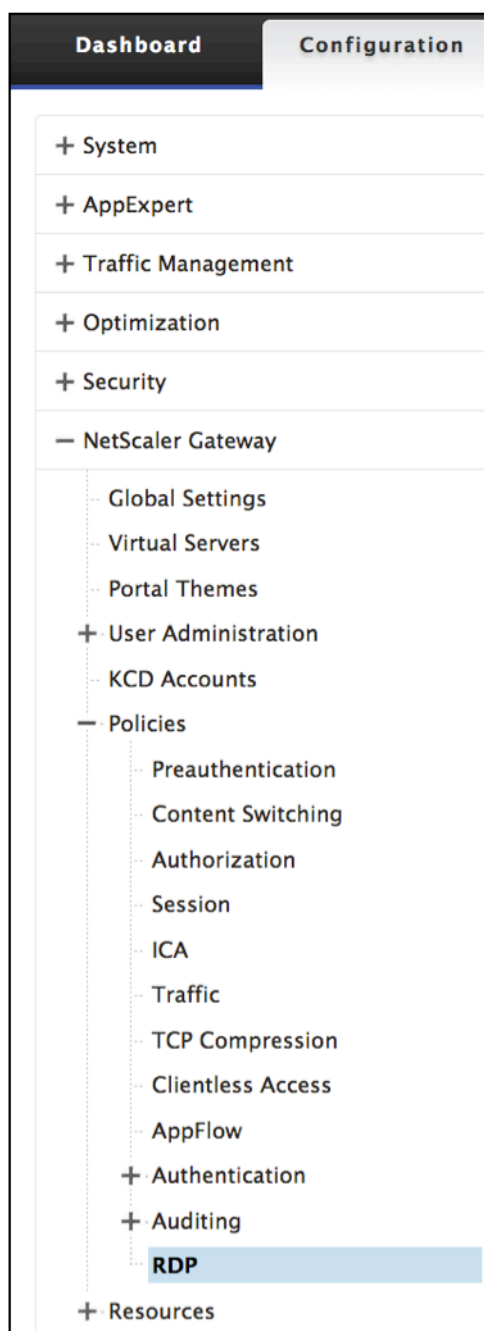 Dashboard Configuration
System
AppExpert
Traffic Management
Optimization
Security
NetScaler Gateway
Global Settings
Virtual Servers
Portal Themes
User Administration
KCD Accounts
Policies
Preauthentication
Content Switching
Authorization
Session
ICA
Traffic
TCP Compression
Clientless Access
AppFlow
Authentication
Auditing
RDP
Resources